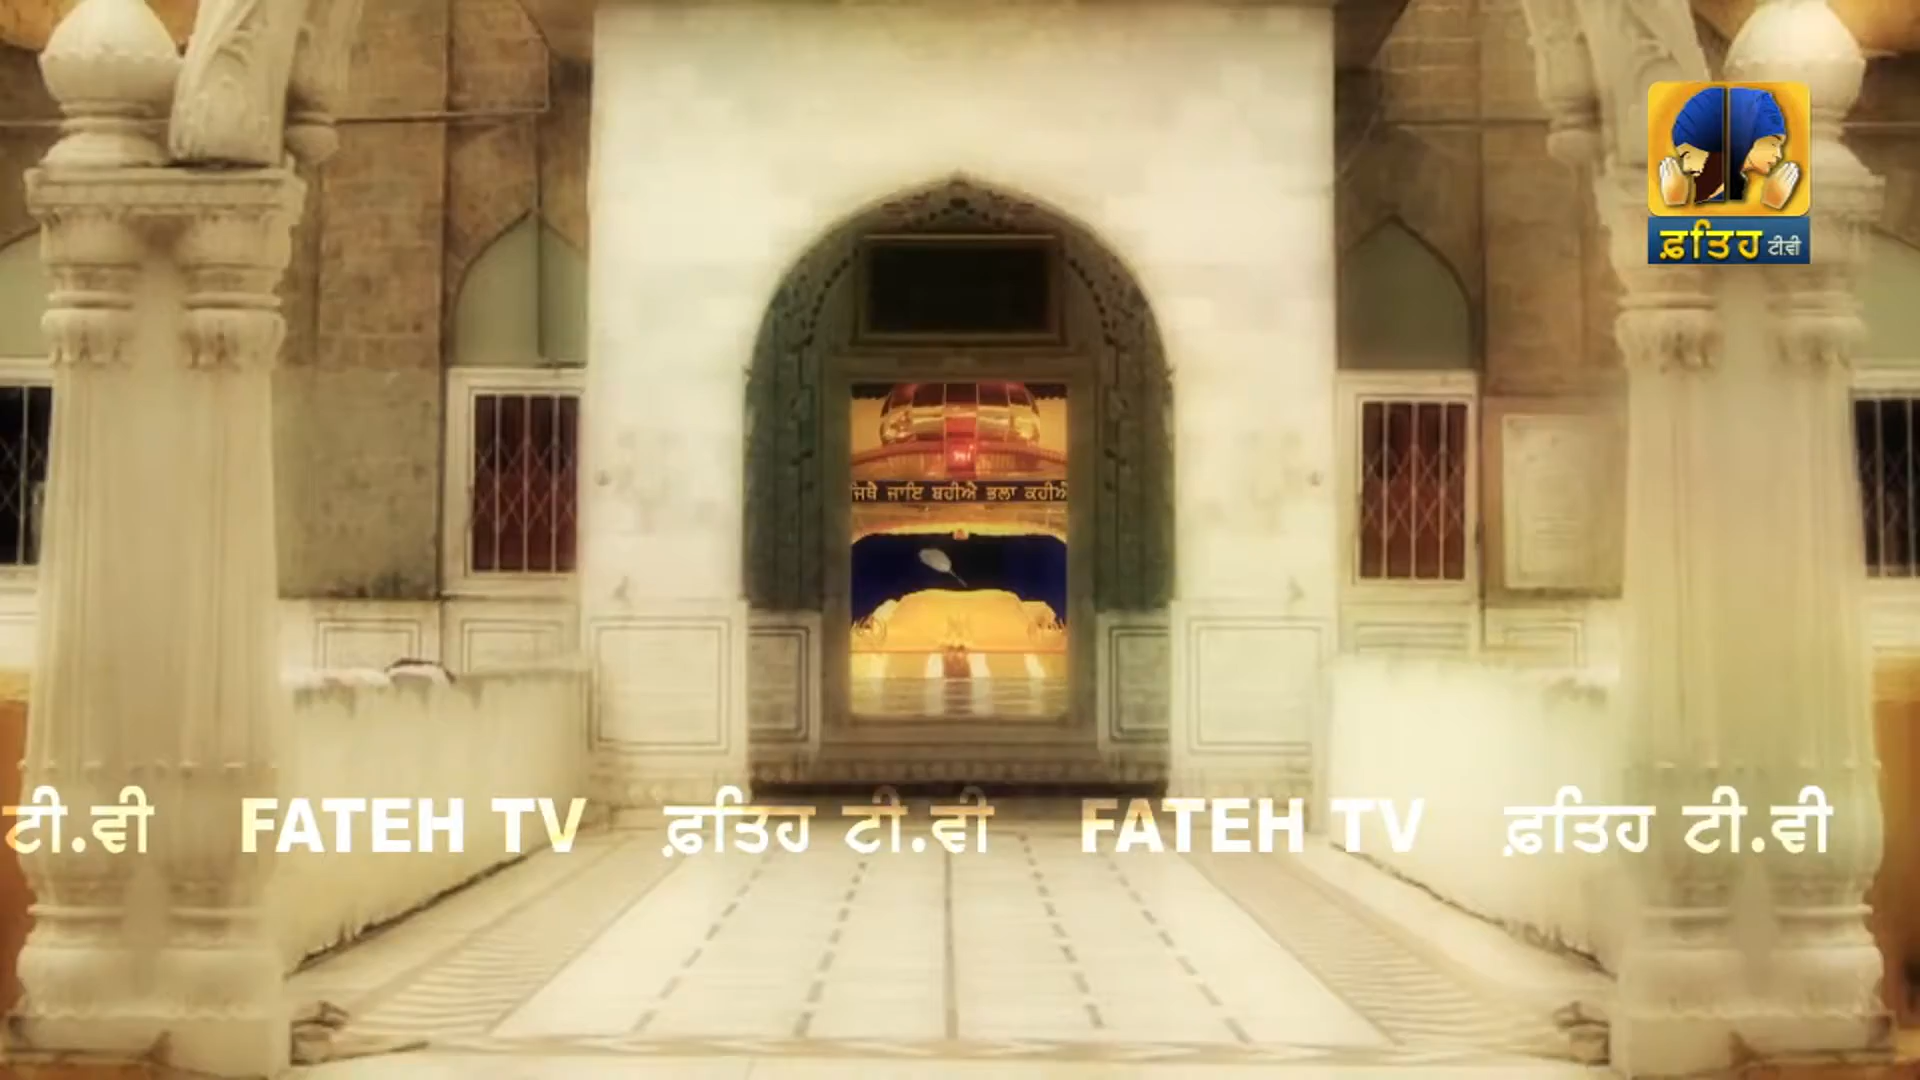 ਫ਼ਤਿਹ ਟੀ.ਵੀ
ਜਿਥੈ ਜਾਇ ਬਹੀਐ ਭਲਾ ਕਹੀਐ
ਟੀ.ਵੀ FATEH TV ਫ਼ਤਿਹ ਟੀ.ਵੀ FATEH TV ਫ਼ਤਿਹ ਟੀ.ਵੀ